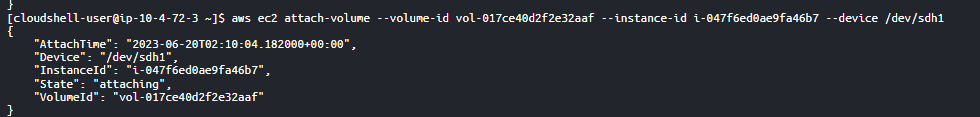 }
[cloudshell-user@ip-10-4-72-3 ~]$ aws ec2 attach-volume --volume-id vol-017ce40d2f2e32aaf --instance-id i-047f6ed0ae9fa46b7 --device /dev/sdh1
{
    "AttachTime": "2023-06-20T02:10:04.182000+00:00",
    "Device": "/dev/sdh1",
    "InstanceId": "i-047f6ed0ae9fa46b7",
    "State": "attaching",
    "VolumeId": "vol-017ce40d2f2e32aaf"
}